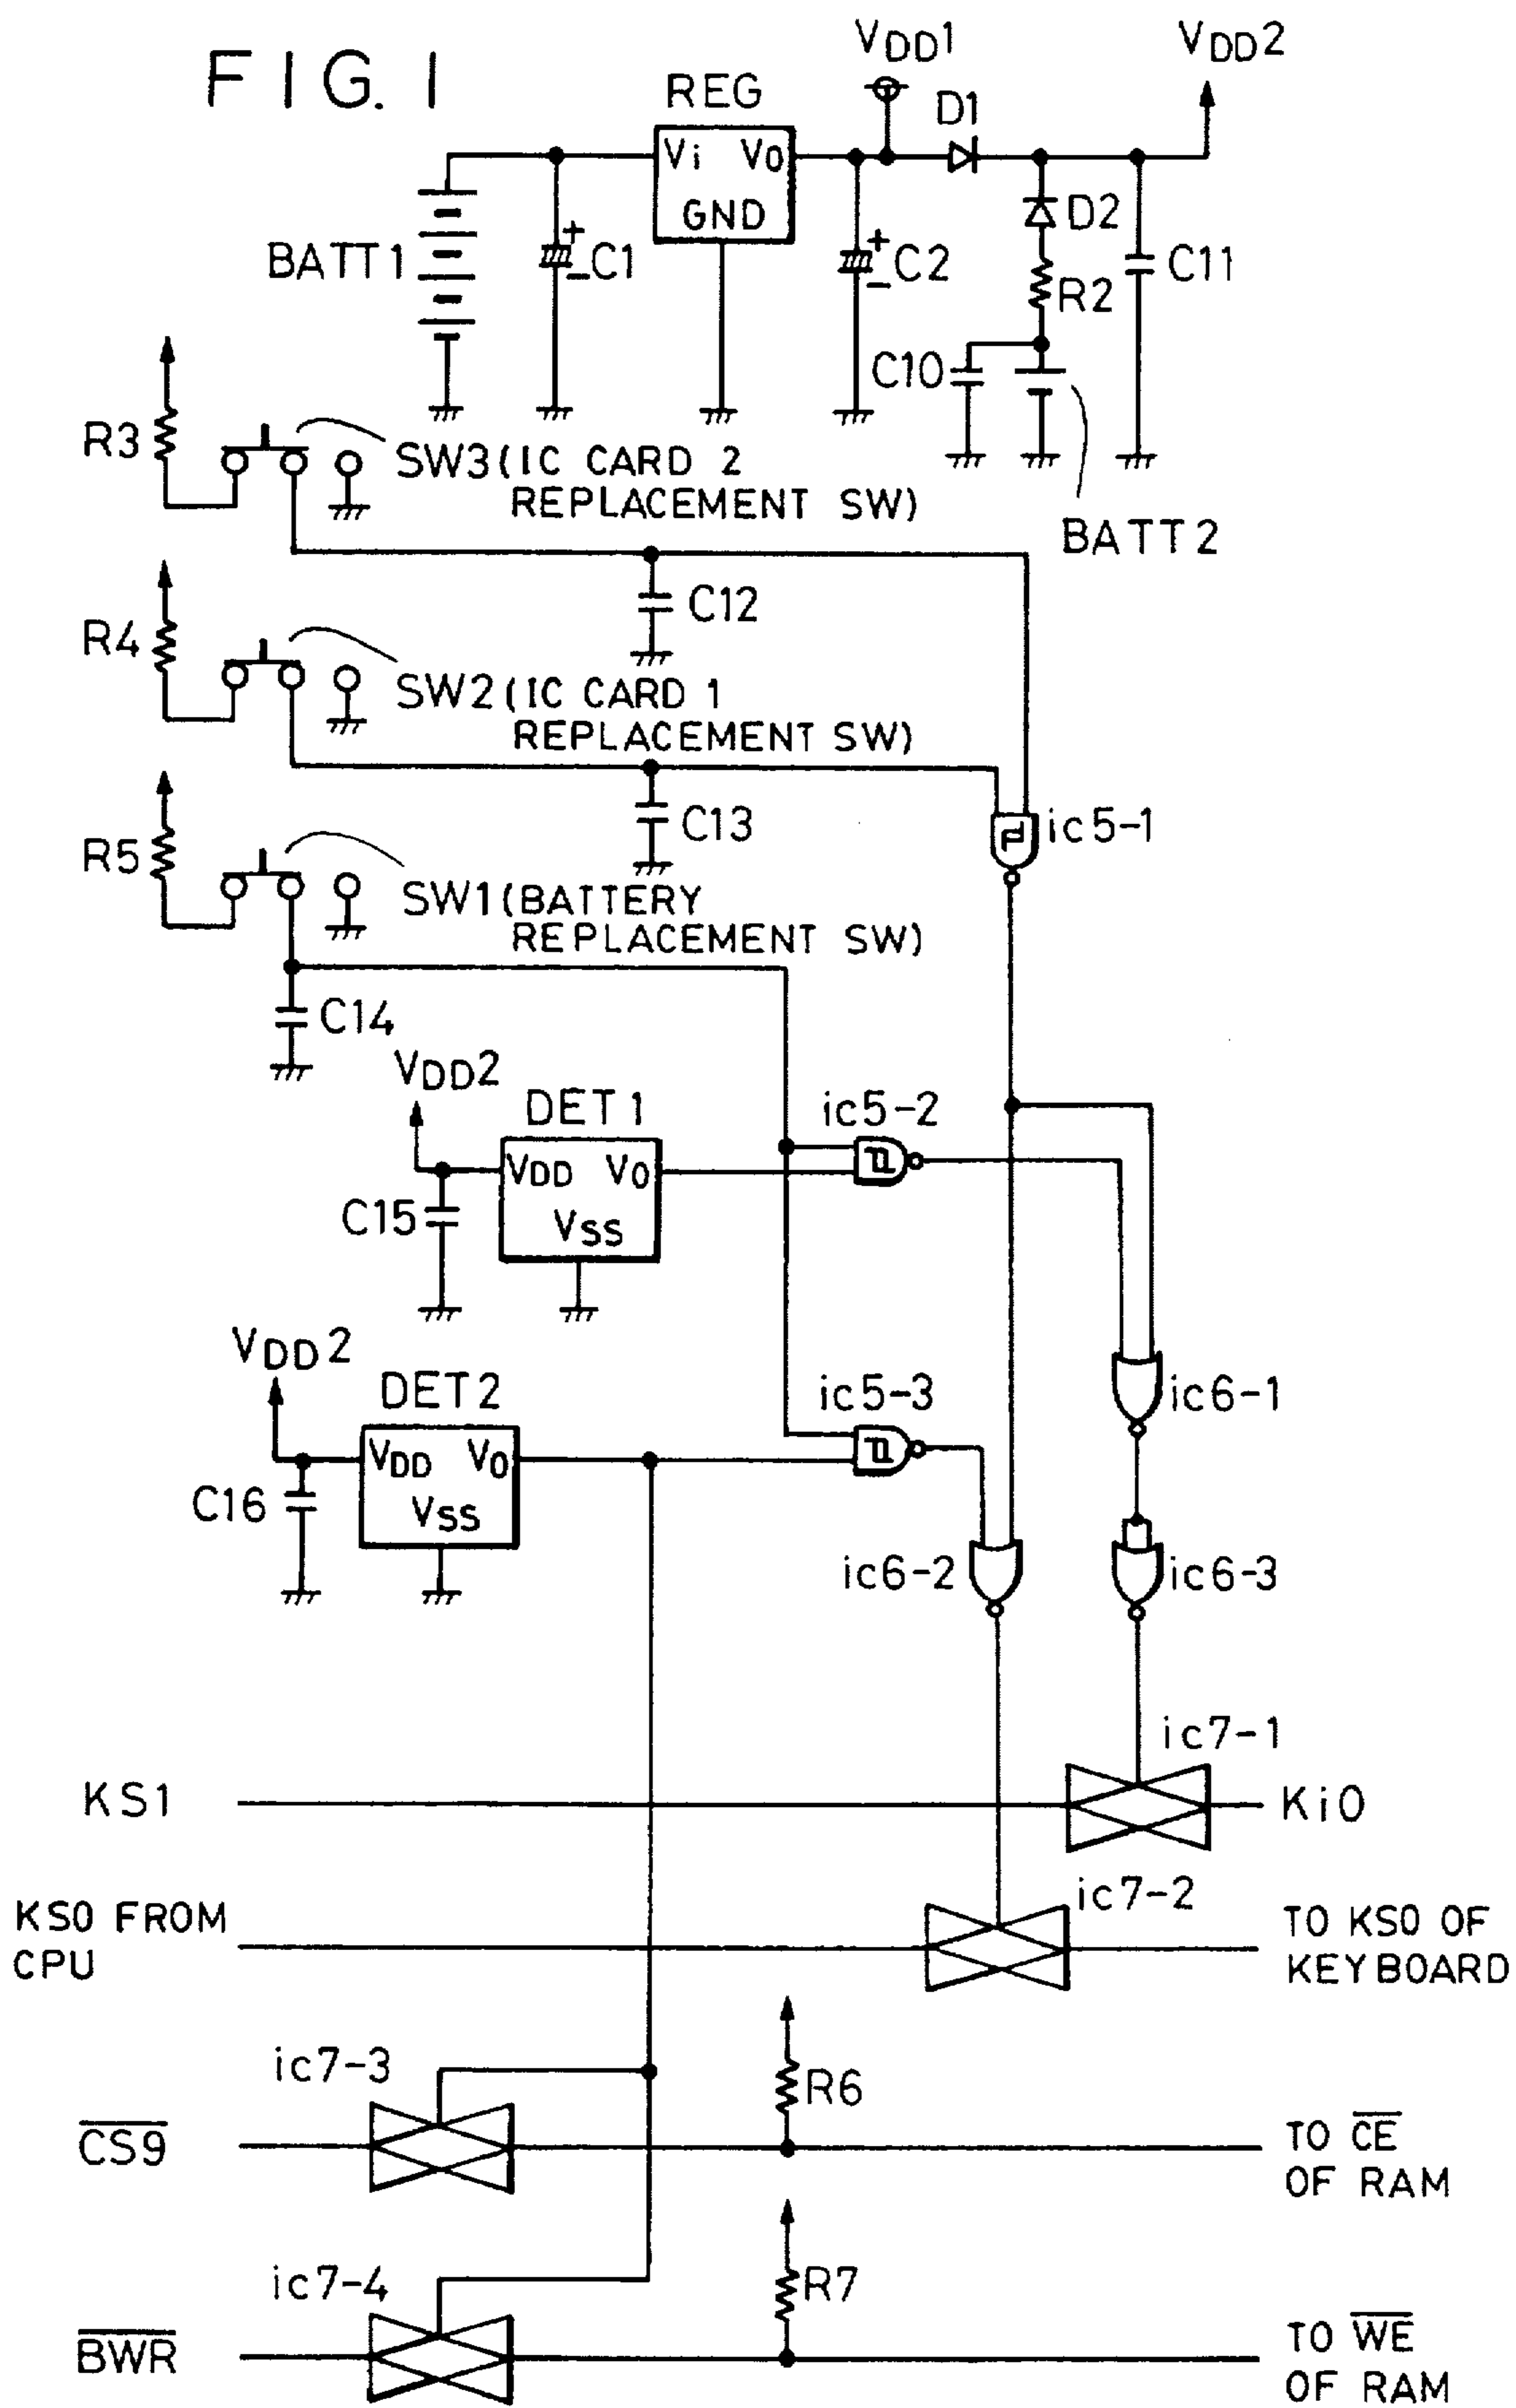 FIG. 1
VDD1
VDD2
REG
D1
Vi VO
GND
D2
BATT1
+
-C1
+
-C2
R2
C11
C10
R3
SW3(IC CARD 2
REPLACEMENT SW)
BATT2
C12
R4
SW2(IC CARD 1
REPLACEMENT SW)
C13
ic5-1
R5
SW1(BATTERY
REPLACEMENT SW)
C14
VDD2
DET1
ic5-2
VDD VO
VSS
C15
VDD2
DET2
ic5-3
ic6-1
VDD VO
VSS
C16
ic6-2
ic6-3
ic7-1
KS1
Ki0
ic7-2
KS0 FROM
CPU
TO KS0 OF
KEYBOARD
ic7-3
R6
C̅S̅9̅
TO C̅E̅
OF RAM
ic7-4
R7
B̅W̅R̅
TO W̅E̅
OF RAM